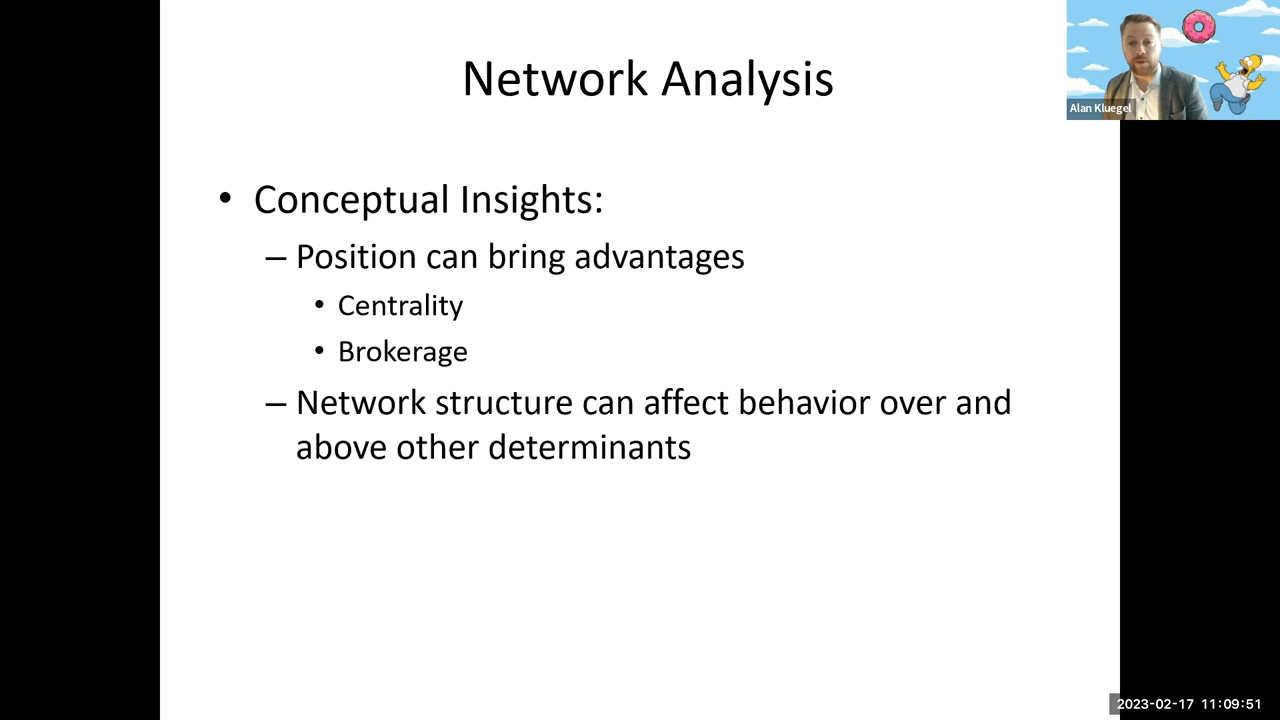 Network Analysis
Alan Kluegel
• Conceptual Insights:
– Position can bring advantages
• Centrality
• Brokerage
– Network structure can affect behavior over and
above other determinants
2023-02-17 11:09:51